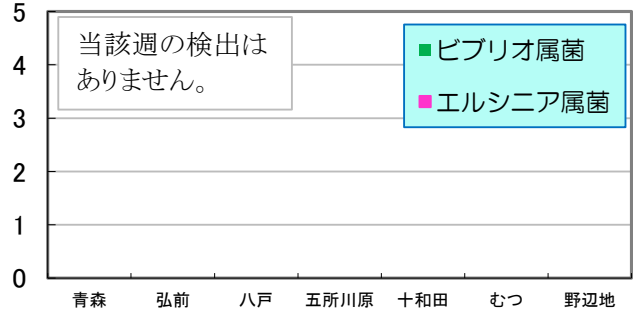 5
4
3
2
1
0
当該週の検出は
ありません。
■ビブリオ属菌
■エルシニア属菌
青森 弘前 八戸 五所川原 十和田 むつ 野辺地